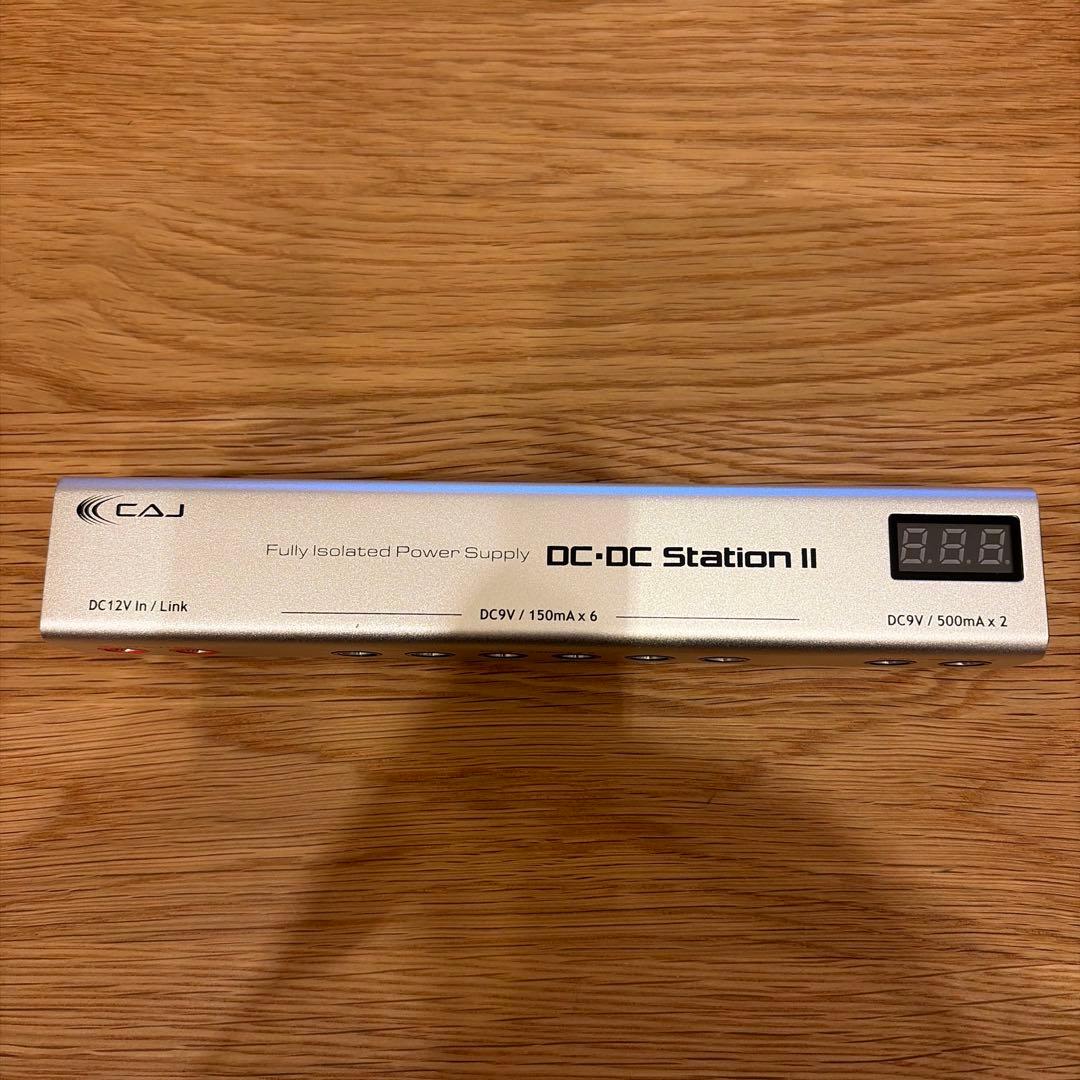 CAJ
Fully Isolated Power Supply DC-DC Station II
DC12V In / Link
DC9V / 150mA x 6
DC9V / 500mA x 2